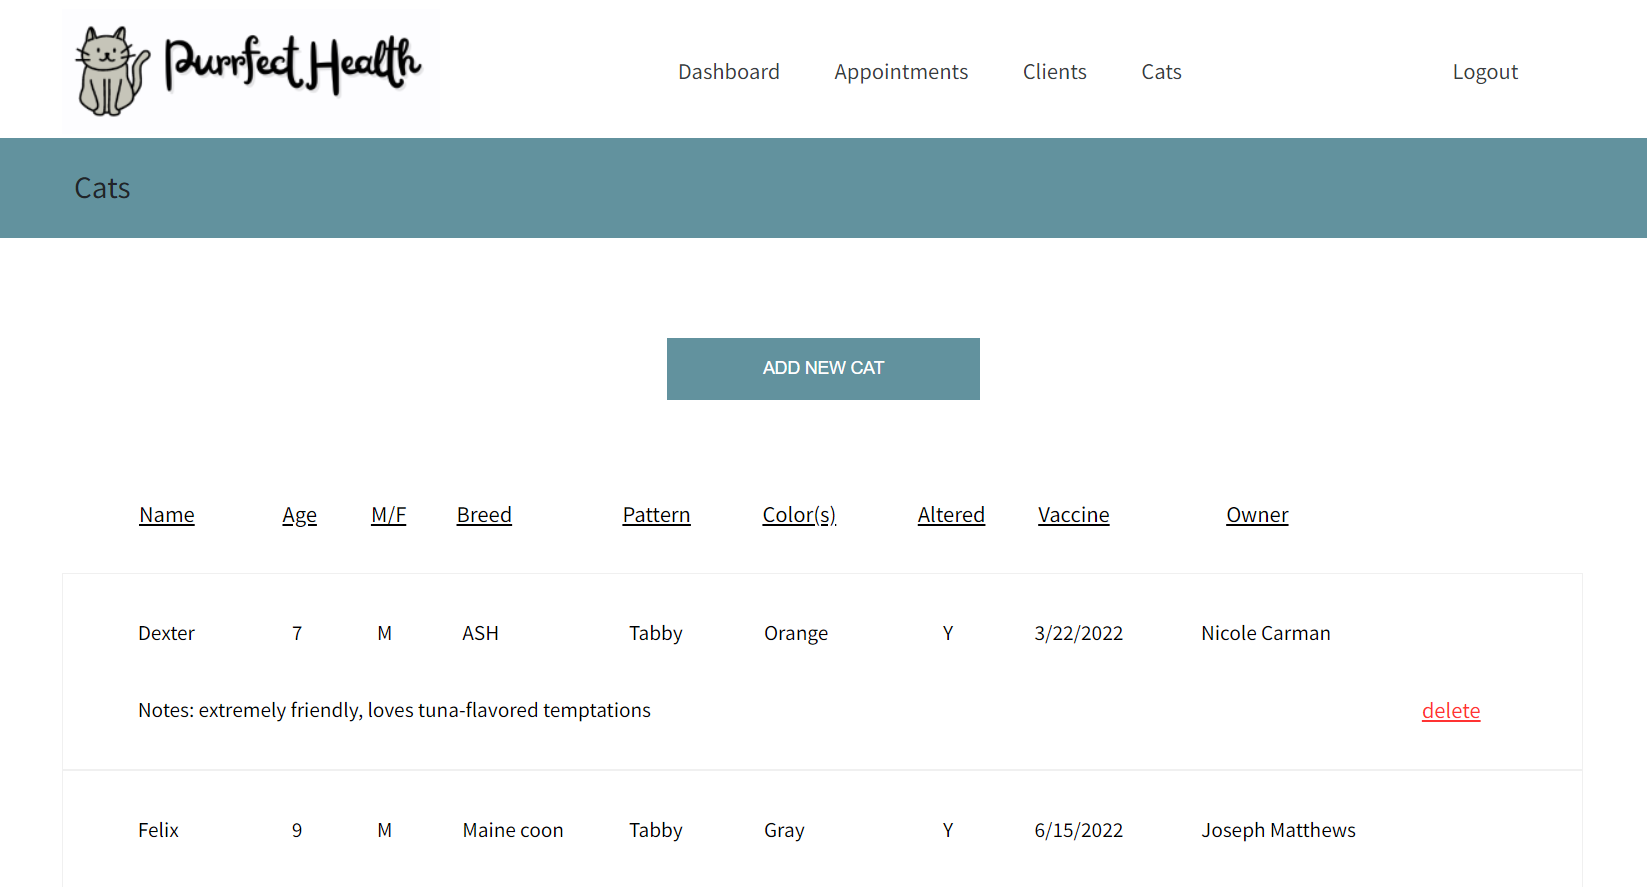 Purrfect Health
Dashboard Appointments Clients Cats Logout
Cats
ADD NEW CAT
Name Age M/F Breed Pattern Color(s) Altered Vaccine Owner
Dexter 7 M ASH Tabby Orange Y 3/22/2022 Nicole Carman
Notes: extremely friendly, loves tuna-flavored temptations delete
Felix 9 M Maine coon Tabby Gray Y 6/15/2022 Joseph Matthews